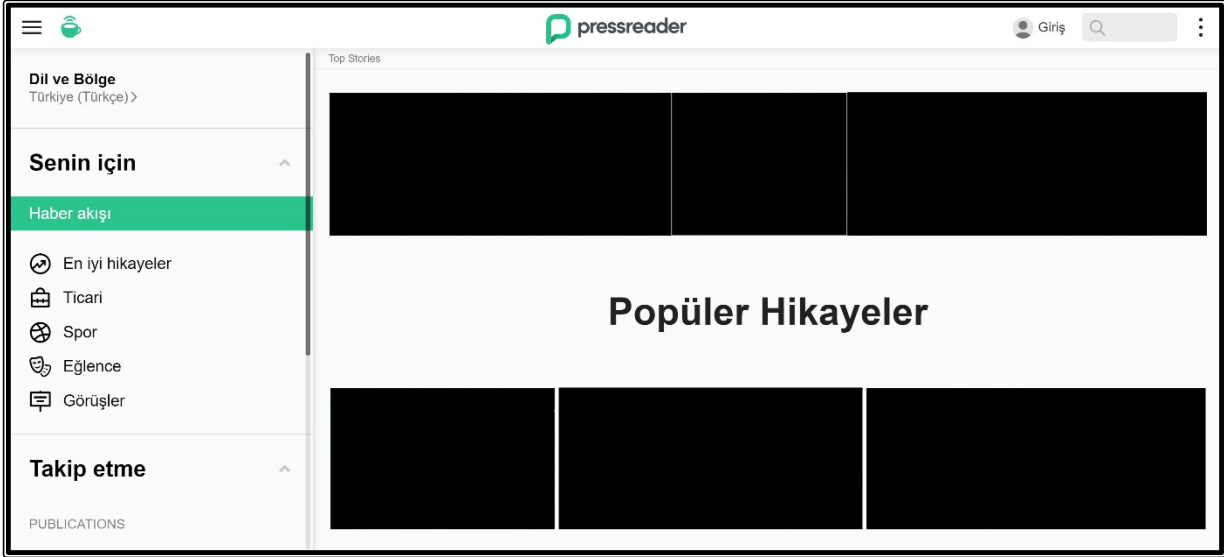 pressreader
Giriş
Top Stories
Dil ve Bölge
Türkiye (Türkçe)
Senin için
Haber akışı
En iyi hikayeler
Ticari
Spor
Eğlence
Görüşler
Takip etme
PUBLICATIONS
Popüler Hikayeler